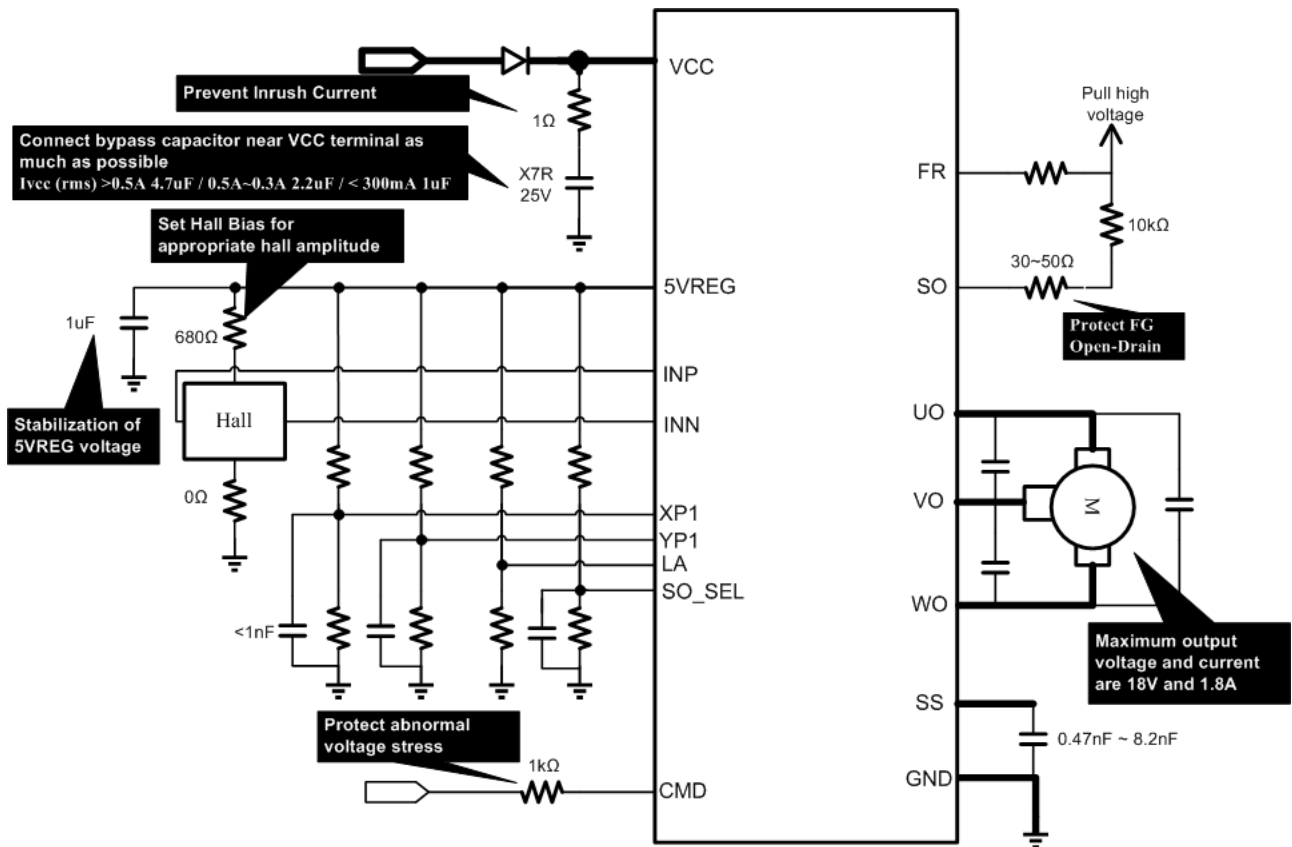 VCC
Prevent Inrush Current
1Ω
Connect bypass capacitor near VCC terminal as
much as possible
Ivcc (rms) >0.5A 4.7uF / 0.5A~0.3A 2.2uF / < 300mA 1uF
X7R
25V
Set Hall Bias for
appropriate hall amplitude
5VREG
1uF
680Ω
INP
Hall
INN
Stabilization of
5VREG voltage
0Ω
XP1
YP1
LA
SO_SEL
<1nF
Protect abnormal
voltage stress
1kΩ
CMD
Pull high
voltage
FR
10kΩ
30~50Ω
SO
Protect FG
Open-Drain
UO
VO
M
WO
Maximum output
voltage and current
are 18V and 1.8A
SS
0.47nF ~ 8.2nF
GND